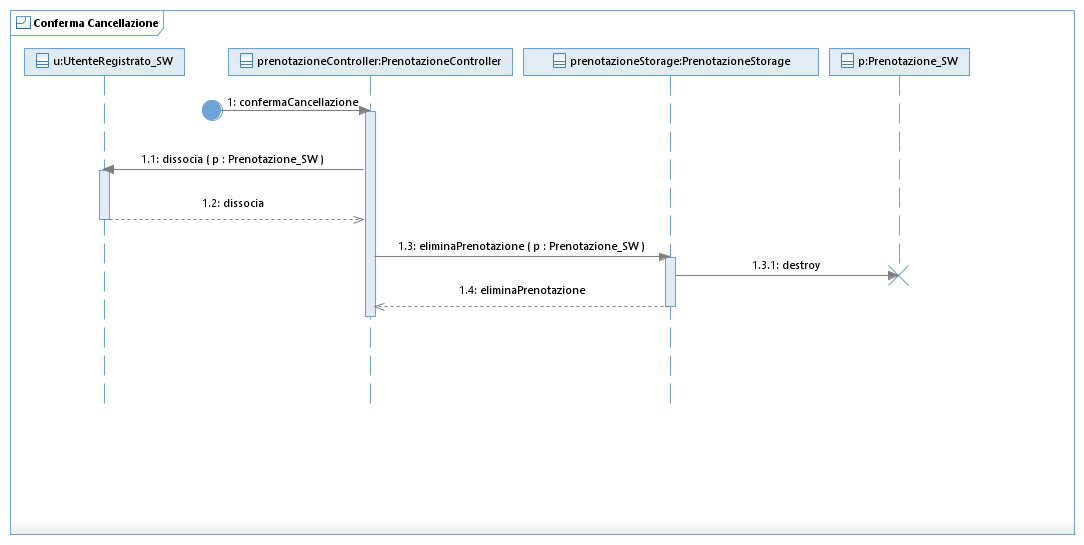 Conferma Cancellazione
u:UtenteRegistrato_SW
prenotazioneController:PrenotazioneController
prenotazioneStorage:PrenotazioneStorage
p:Prenotazione_SW
1: confermaCancellazione
1.1: dissocia ( p : Prenotazione_SW )
1.2: dissocia
1.3: eliminaPrenotazione ( p : Prenotazione_SW )
1.3.1: destroy
1.4: eliminaPrenotazione